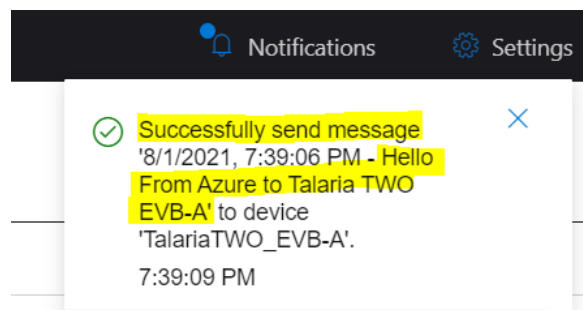 Notifications
Settings
Successfully send message
'8/1/2021, 7:39:06 PM - Hello
From Azure to Talaria TWO
EVB-A' to device
'TalariaTWO_EVB-A'.
7:39:09 PM